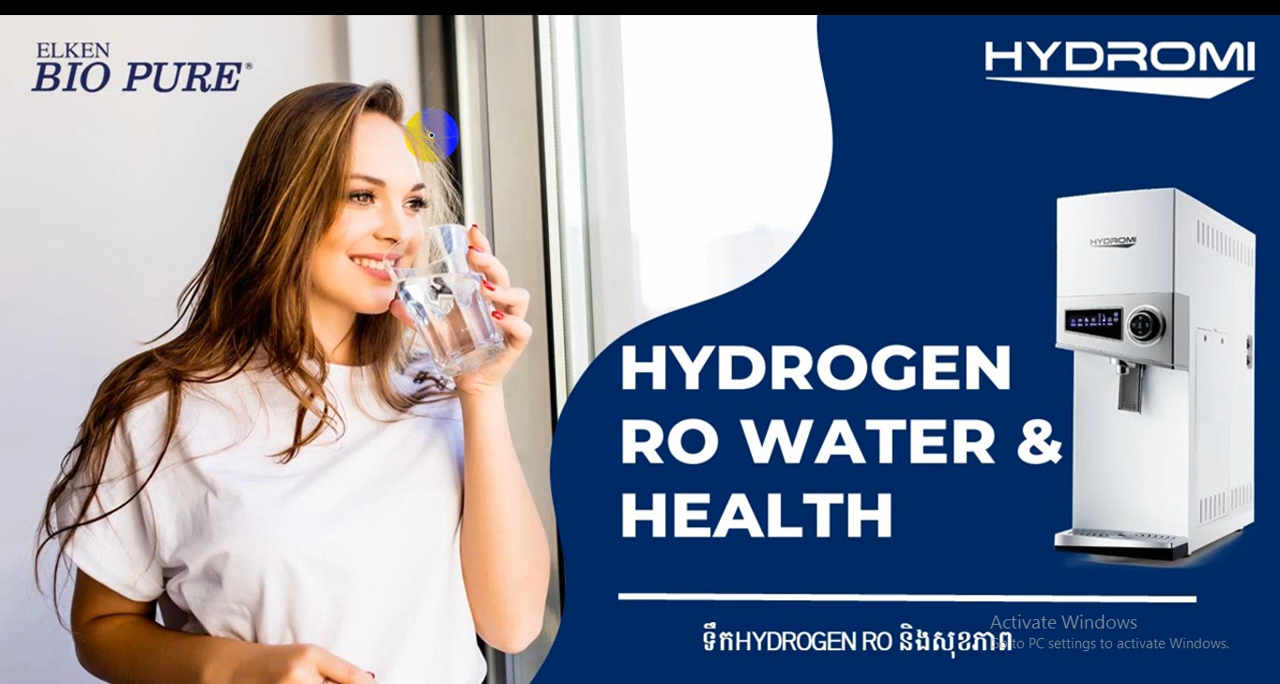 ELKEN
BIO PURE®
HYDROMI
HYDROMI
HYDROGEN
RO WATER &
HEALTH
ទឹកHYDROGEN RO និងសុខភាព
Activate Windows
to PC settings to activate Windows.